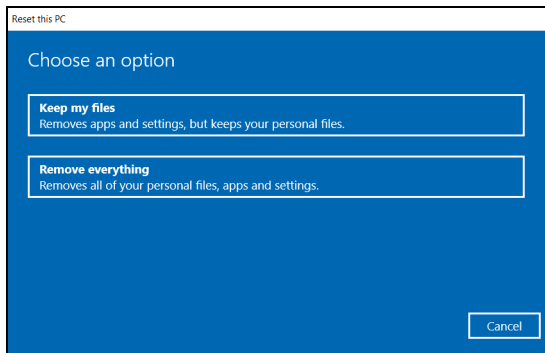 Reset this PC
Choose an option
Keep my files
Removes apps and settings, but keeps your personal files.
Remove everything
Removes all of your personal files, apps and settings.
Cancel